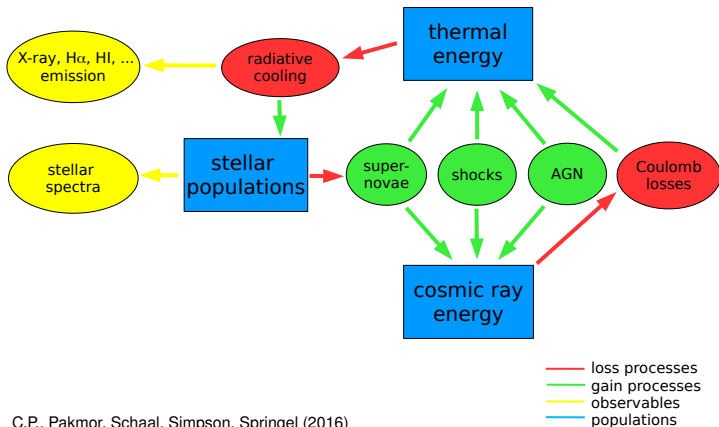 thermal
energy
X-ray, Hα, HI, ...
emission
radiative
cooling
stellar
spectra
stellar
populations
super-
novae
shocks
AGN
Coulomb
losses
cosmic ray
energy
loss processes
gain processes
observables
populations
C.P., Pakmor, Schaal, Simpson, Springel (2016)